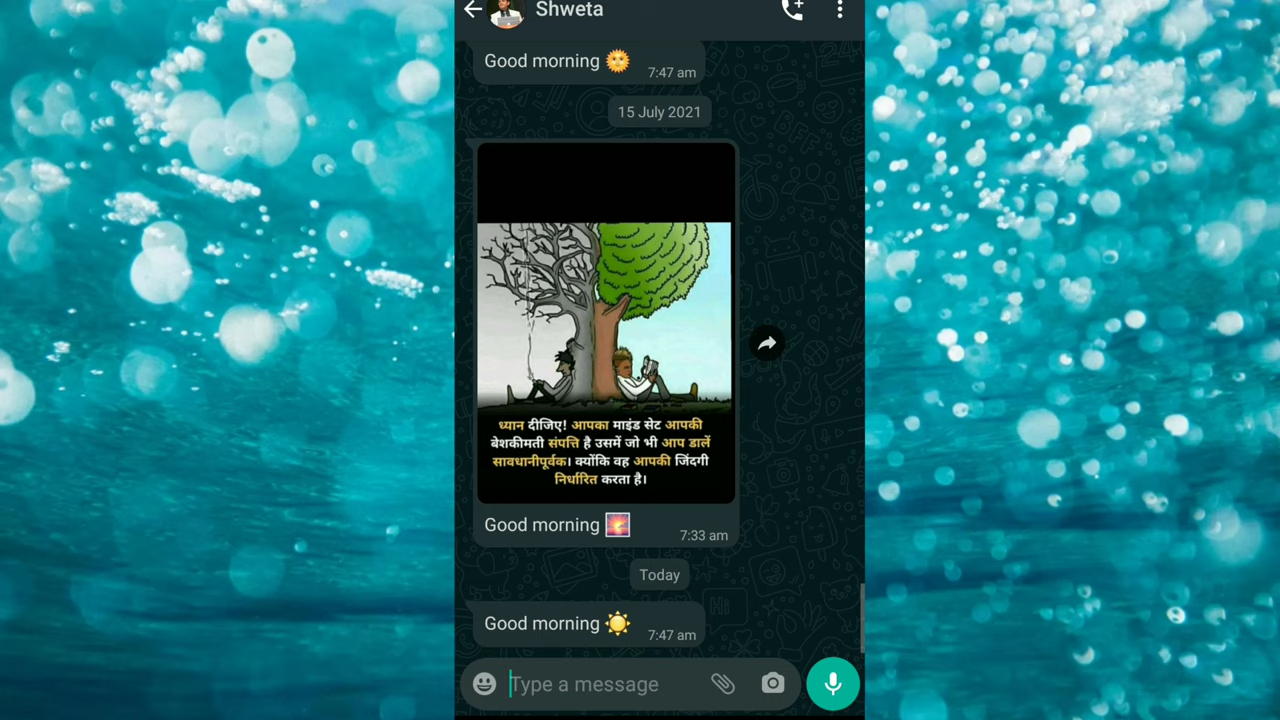 Shweta
Good morning 🌞
7:47 am
15 July 2021
ध्यान दीजिए! आपका माइंड सेट आपकी
बेशकीमती संपत्ति है उसमें जो भी आप डालें
सावधानीपूर्वक। क्योंकि वह आपकी जिंदगी
निर्धारित करता है।
Good morning 🌅
7:33 am
Today
Good morning ☀️
7:47 am
Type a message